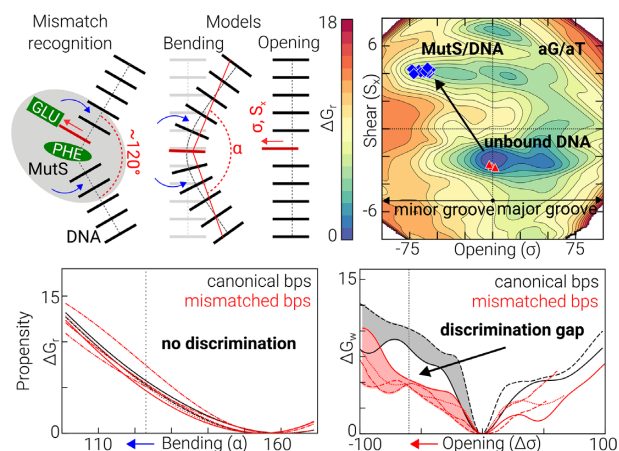 Mismatch
recognition
Models
Bending
Opening
GLU
PHE
MutS
DNA
~120°
α
σ, Sx
18
ΔGr
0
6
-6
Shear (Sx)
MutS/DNA
aG/aT
unbound DNA
minor groove
major groove
-75
75
Opening (σ)
15
0
Propensity
ΔGr
canonical bps
mismatched bps
no discrimination
110
160
Bending (α)
15
0
ΔGw
canonical bps
mismatched bps
discrimination gap
-100
100
Opening (Δσ)